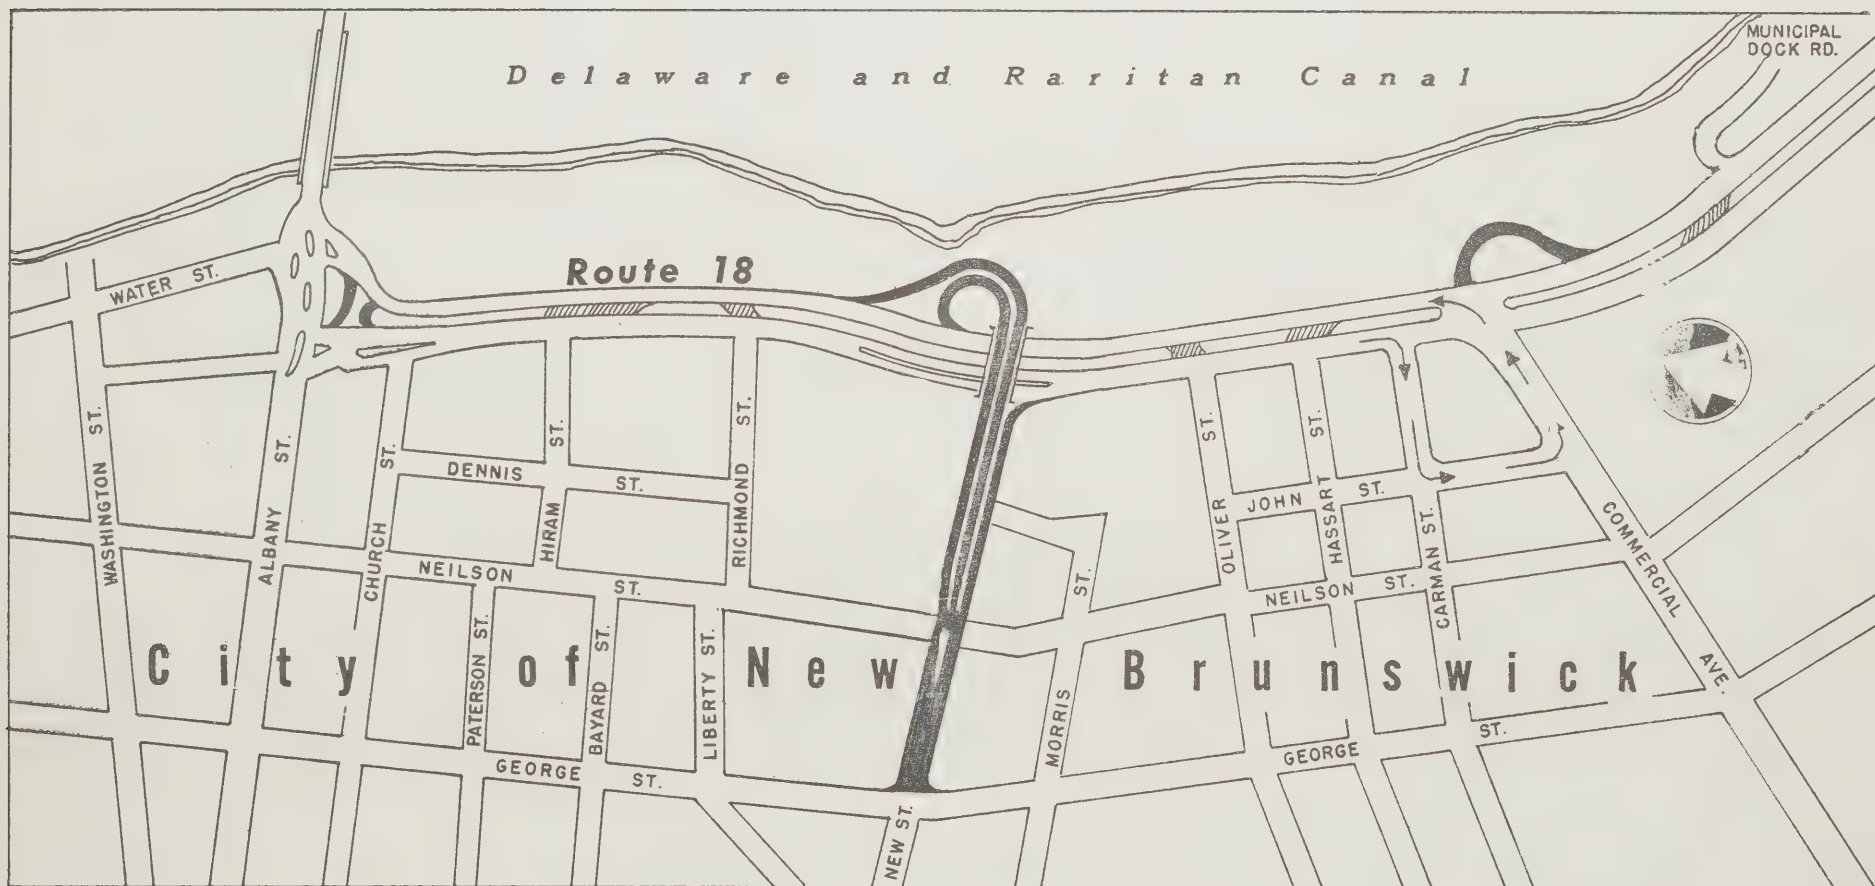 MUNICIPAL
DOCK RD.
Delaware and Raritan Canal
Route 18
WATER ST.
WASHINGTON ST.
ALBANY ST.
CHURCH ST.
DENNIS ST.
HIRAM ST.
RICHMOND ST.
NEILSON ST.
PATERSON ST.
BAYARD ST.
LIBERTY ST.
GEORGE ST.
NEW ST.
MORRIS ST.
OLIVER ST.
JOHN ST.
HASSART ST.
NEILSON ST.
CARMAN ST.
COMMERCIAL AVE.
GEORGE ST.
City of New Brunswick